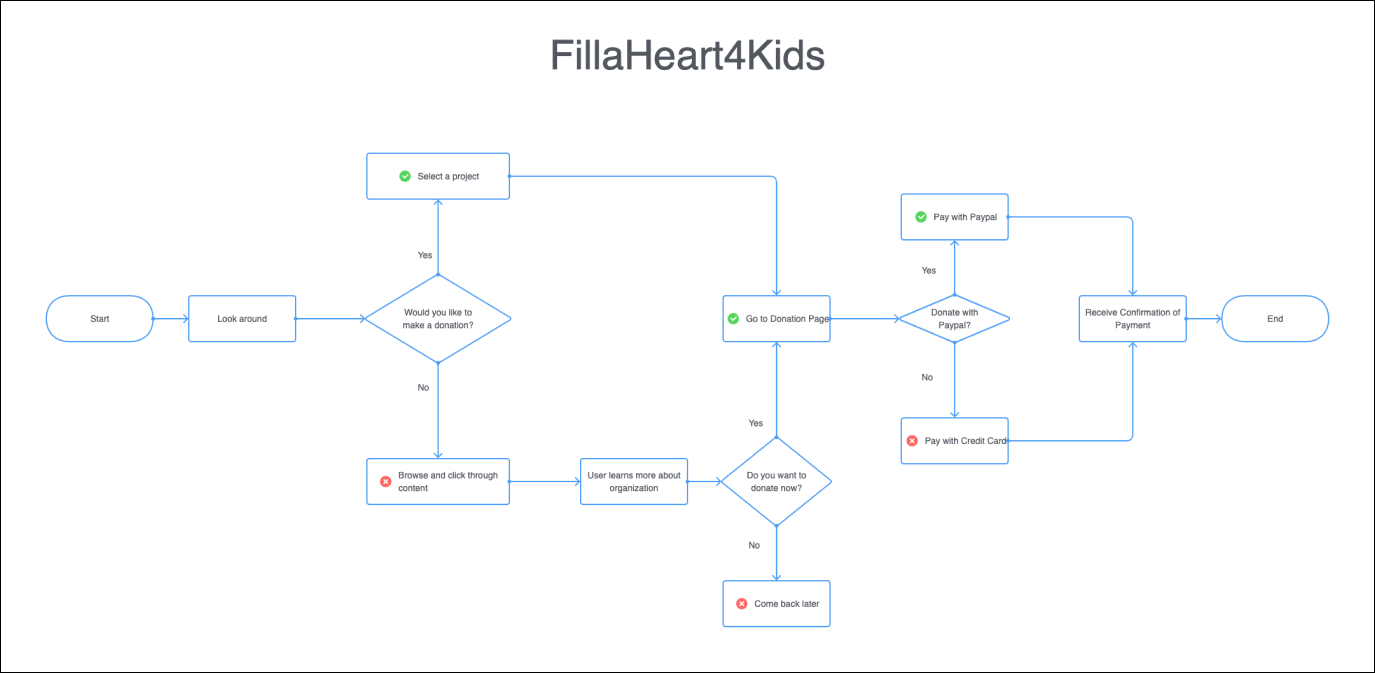 FillaHeart4Kids
Select a project
Yes
Start
Look around
Would you like to
make a donation?
No
Browse and click through
content
User learns more about
organization
Do you want to
donate now?
Yes
No
Come back later
Go to Donation Page
Donate with
Paypal?
Yes
Pay with Paypal
No
Pay with Credit Card
Receive Confirmation of
Payment
End